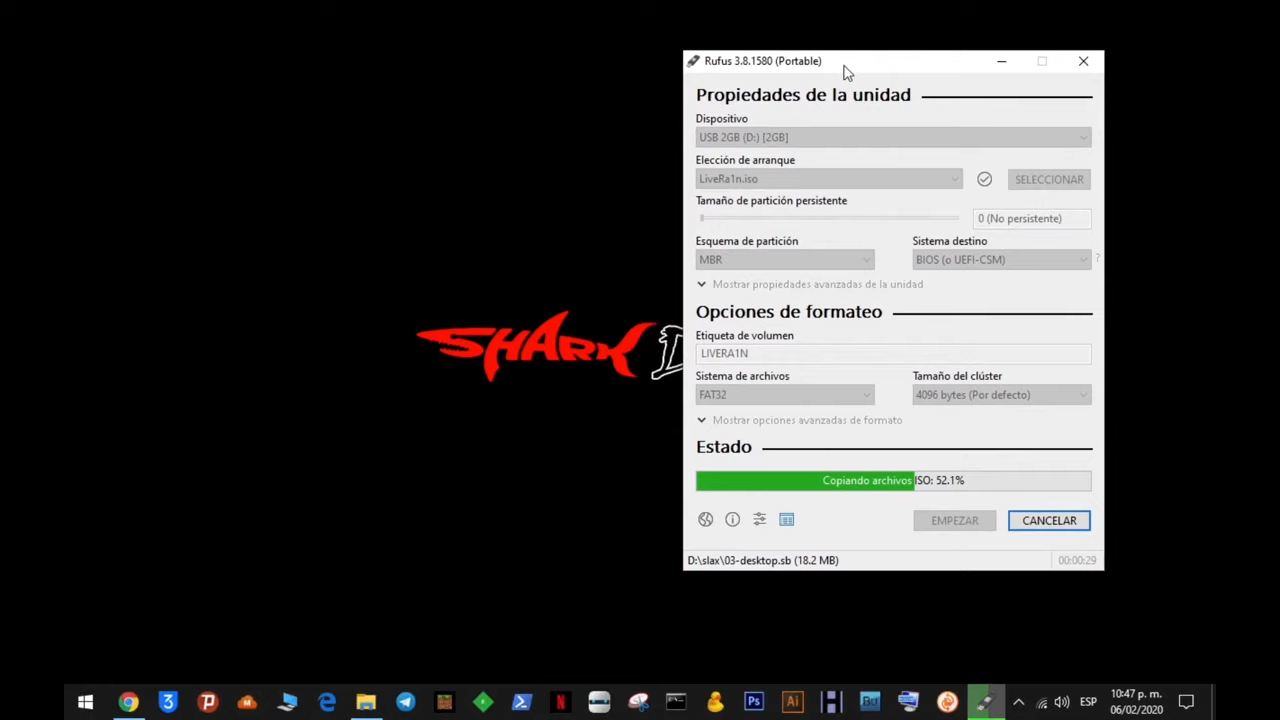 Rufus 3.8.1580 (Portable)
Propiedades de la unidad
Dispositivo
USB 2GB (D:) [2GB]
Elección de arranque
LiveRa1n.iso
SELECCIONAR
Tamaño de partición persistente
0 (No persistente)
Esquema de partición
Sistema destino
MBR
BIOS (o UEFI-CSM)
?
Mostrar propiedades avanzadas de la unidad
Opciones de formateo
Etiqueta de volumen
LIVERA1N
Sistema de archivos
Tamaño del clúster
FAT32
4096 bytes (Por defecto)
Mostrar opciones avanzadas de formato
SHARK
Estado
Copiando archivos ISO: 52.1%
EMPEZAR
CANCELAR
D:\slax\03-desktop.sb (18.2 MB)
00:00:29
ESP
10:47 p. m.
06/02/2020
3
P
N
Ps
Ai